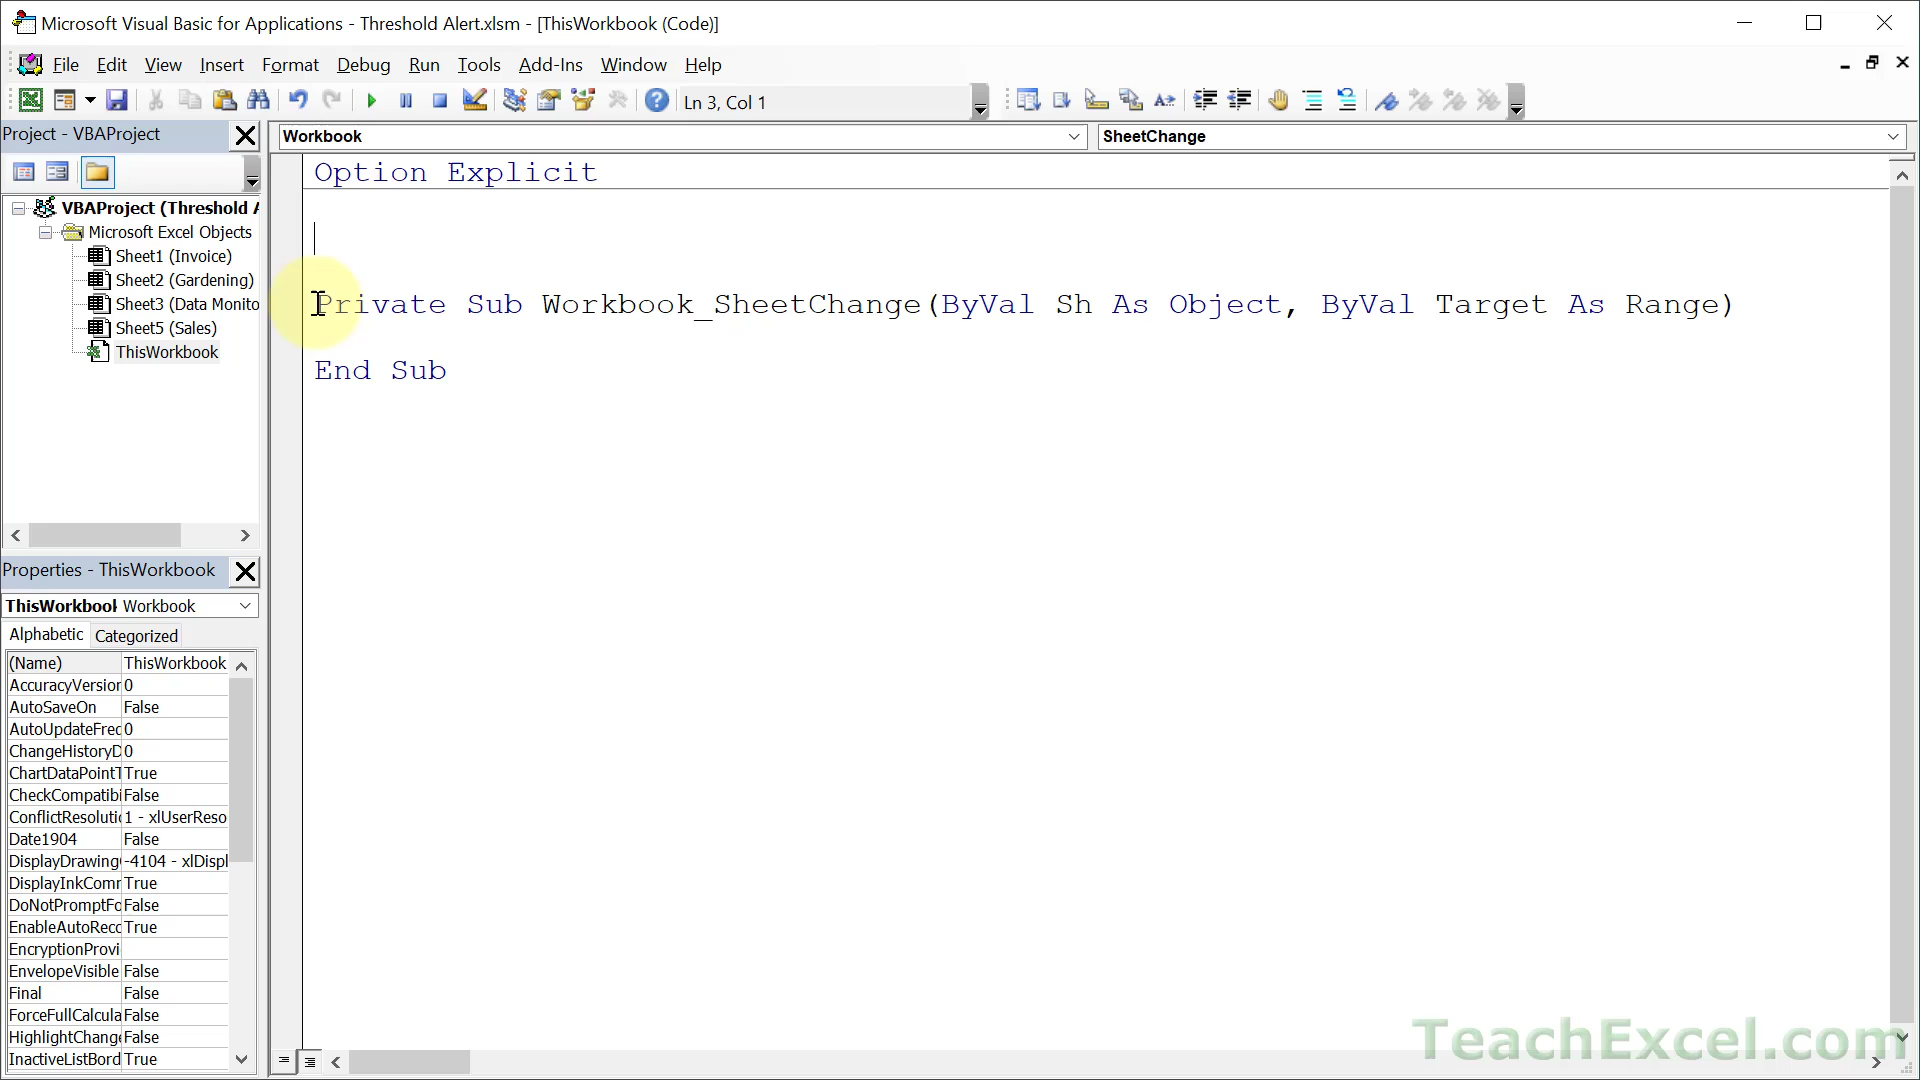 Microsoft Visual Basic for Applications - Threshold Alert.xlsm - [ThisWorkbook (Code)]
File Edit View Insert Format Debug Run Tools Add-Ins Window Help
Ln 3, Col 1
Project - VBAProject
Workbook
SheetChange
VBAProject (Threshold A
Microsoft Excel Objects
Sheet1 (Invoice)
Sheet2 (Gardening)
Sheet3 (Data Monito
Sheet5 (Sales)
ThisWorkbook
Option Explicit
Private Sub Workbook_SheetChange(ByVal Sh As Object, ByVal Target As Range)
End Sub
Properties - ThisWorkbook
ThisWorkbool Workbook
Alphabetic Categorized
(Name) ThisWorkbook
AccuracyVersion 0
AutoSaveOn False
AutoUpdateFrec 0
ChangeHistoryD 0
ChartDataPointT True
CheckCompatibi False
ConflictResolutic 1 - xlUserReso
Date1904 False
DisplayDrawing( -4104 - xlDispl
DisplayInkComr True
DoNotPromptFo False
EnableAutoRecc True
EncryptionProvi
EnvelopeVisible False
Final False
ForceFullCalcula False
HighlightChange False
InactiveListBord True
TeachExcel.com